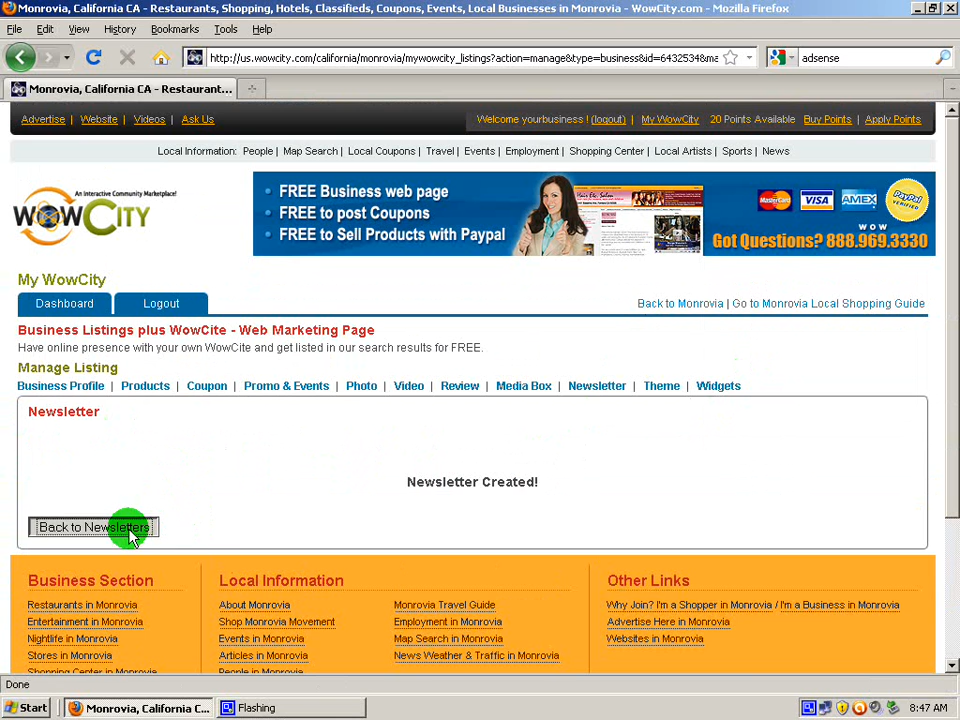 Monrovia, California CA - Restaurants, Shopping, Hotels, Classifieds, Coupons, Events, Local Businesses in Monrovia - WowCity.com - Mozilla Firefox
File Edit View History Bookmarks Tools Help
http://us.wowcity.com/california/monrovia/mywowcity_listings?action=manage&type=business&id=6432534&ma adsense
Monrovia, California CA - Restaurant...
Advertise | Website | Videos | Ask Us Welcome yourbusiness ! (logout) | My WowCity 20 Points Available Buy Points | Apply Points
Local Information: People | Map Search | Local Coupons | Travel | Events | Employment | Shopping Center | Local Artists | Sports | News
An Interactive Community Marketplace!
WOWCITY
FREE Business web page
FREE to post Coupons
FREE to Sell Products with Paypal
MasterCard VISA AMEX PayPal VERIFIED
WOW
Got Questions? 888.969.3330
My WowCity
Dashboard Logout Back to Monrovia | Go to Monrovia Local Shopping Guide
Business Listings plus WowCite - Web Marketing Page
Have online presence with your own WowCite and get listed in our search results for FREE.
Manage Listing
Business Profile | Products | Coupon | Promo & Events | Photo | Video | Review | Media Box | Newsletter | Theme | Widgets
Newsletter
Newsletter Created!
Back to Newsletters
Business Section Local Information Other Links
Restaurants in Monrovia About Monrovia Monrovia Travel Guide Why Join? I'm a Shopper in Monrovia / I'm a Business in Monrovia
Entertainment in Monrovia Shop Monrovia Movement Employment in Monrovia Advertise Here in Monrovia
Nightlife in Monrovia Events in Monrovia Map Search in Monrovia Websites in Monrovia
Stores in Monrovia Articles in Monrovia News Weather & Traffic in Monrovia
Shopping Center in Monrovia People in Monrovia
Done
Start Monrovia, California C... Flashing 8:47 AM